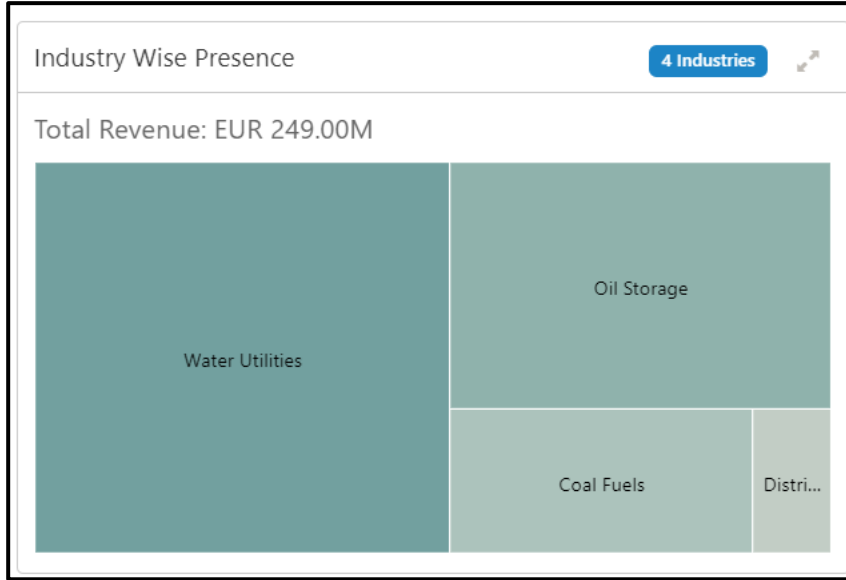 Industry Wise Presence
4 Industries
Total Revenue: EUR 249.00M
Oil Storage
Water Utilities
Coal Fuels
Distri...